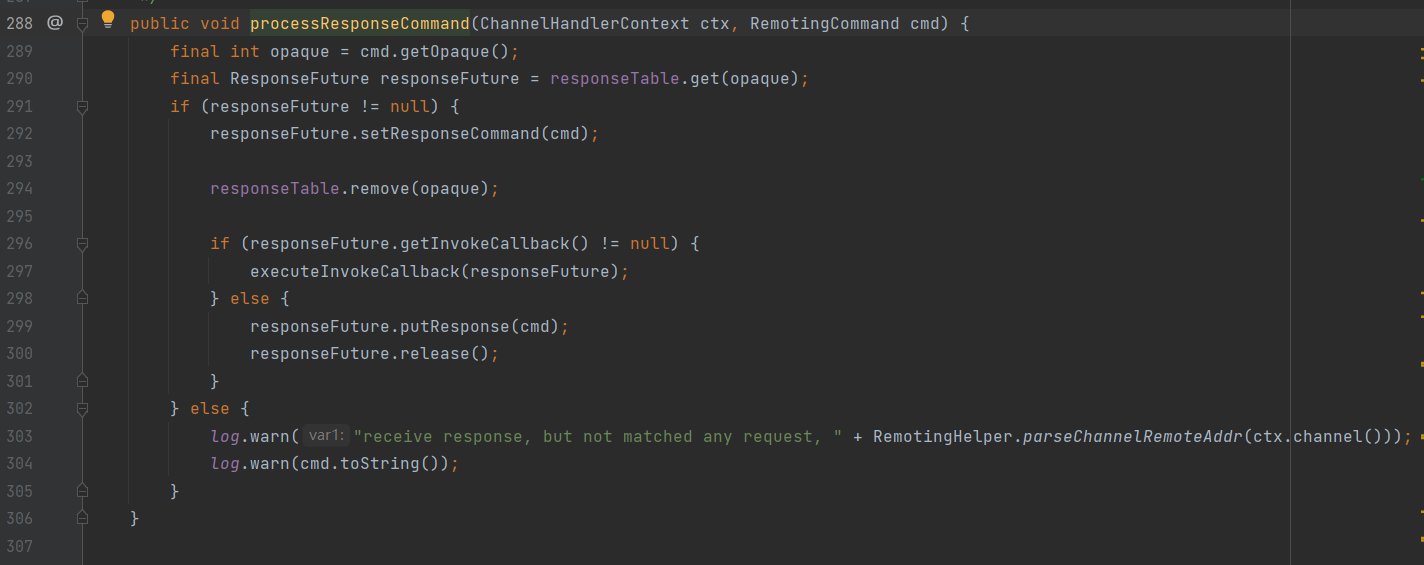 288 @ public void processResponseCommand(ChannelHandlerContext ctx, RemotingCommand cmd) {
289 final int opaque = cmd.getOpaque();
290 final ResponseFuture responseFuture = responseTable.get(opaque);
291 if (responseFuture != null) {
292 responseFuture.setResponseCommand(cmd);
293
294 responseTable.remove(opaque);
295
296 if (responseFuture.getInvokeCallback() != null) {
297 executeInvokeCallback(responseFuture);
298 } else {
299 responseFuture.putResponse(cmd);
300 responseFuture.release();
301 }
302 } else {
303 log.warn( var1: "receive response, but not matched any request, " + RemotingHelper.parseChannelRemoteAddr(ctx.channel()));
304 log.warn(cmd.toString());
305 }
306 }
307